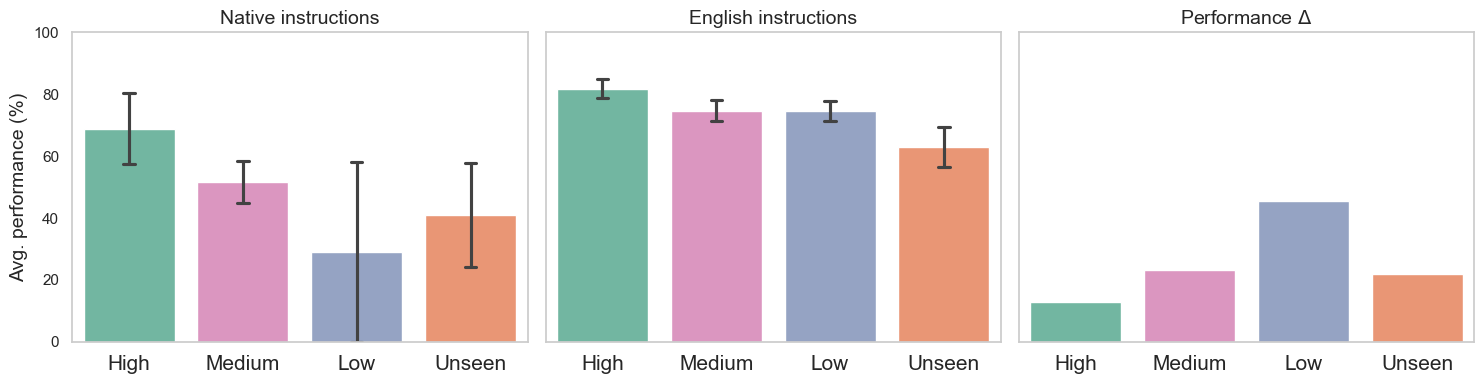 Native instructions
English instructions
Performance Δ
Avg. performance (%)
100
80
60
40
20
0
High Medium Low Unseen
High Medium Low Unseen
High Medium Low Unseen